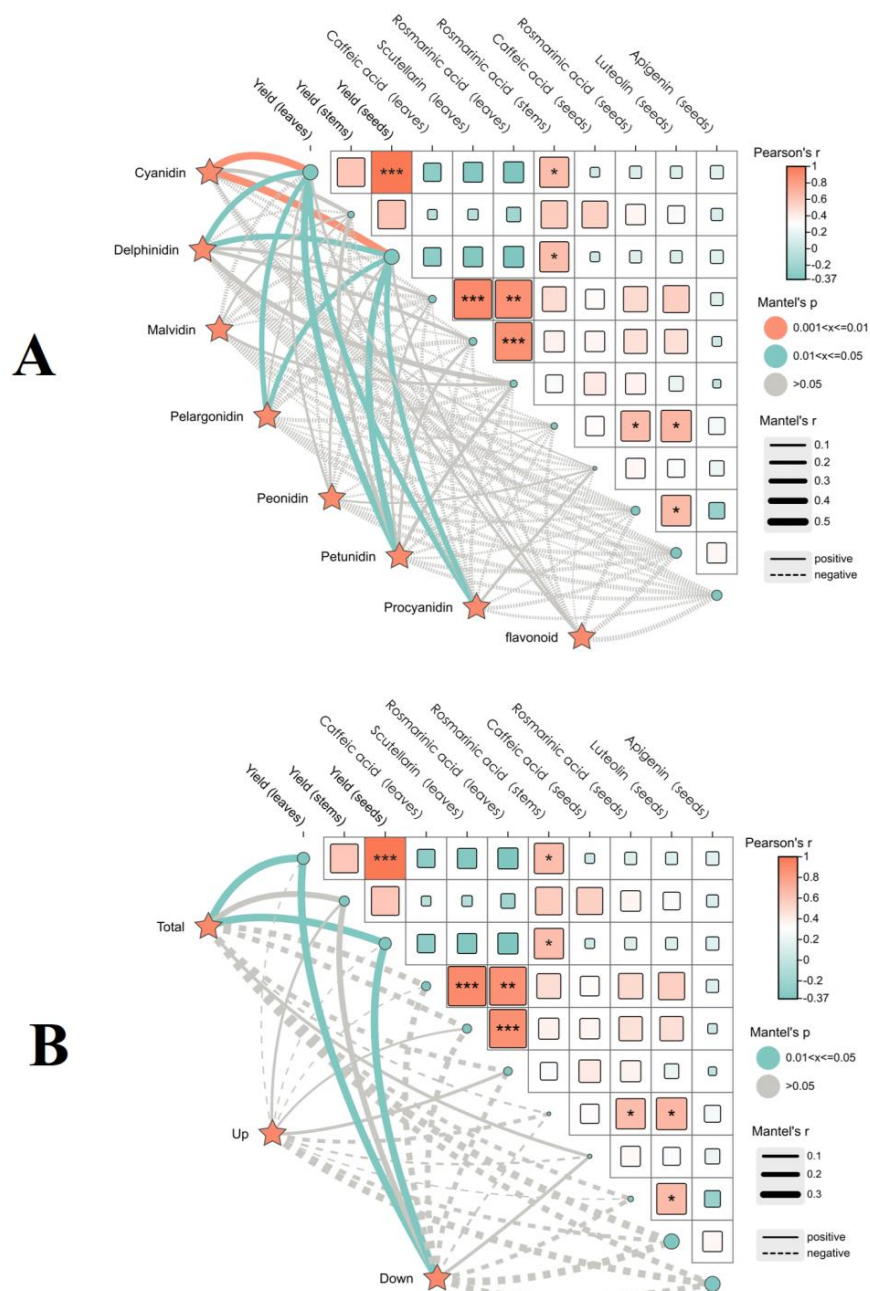 A
Yield (leaves)
Yield (stems)
Yield (seeds)
Caffeic acid (leaves)
Scutellarin (leaves)
Rosmarinic acid (leaves)
Rosmarinic acid (stems)
Caffeic acid (seeds)
Rosmarinic acid (seeds)
Luteolin (seeds)
Apigenin (seeds)
Cyanidin
Delphinidin
Malvidin
Pelargonidin
Peonidin
Petunidin
Procyanidin
flavonoid
*** *
*
*** **
***
* *
*
Pearson's r
1
0.8
0.6
0.4
0.2
0
-0.2
-0.37
Mantel's p
0.001<x<=0.01
0.01<x<=0.05
>0.05
Mantel's r
0.1
0.2
0.3
0.4
0.5
positive
negative
B
Yield (leaves)
Yield (stems)
Yield (seeds)
Caffeic acid (leaves)
Scutellarin (leaves)
Rosmarinic acid (leaves)
Rosmarinic acid (stems)
Caffeic acid (seeds)
Rosmarinic acid (seeds)
Luteolin (seeds)
Apigenin (seeds)
Total
Up
Down
*** *
*
*** **
***
* *
*
Pearson's r
1
0.8
0.6
0.4
0.2
0
-0.2
-0.37
Mantel's p
0.01<x<=0.05
>0.05
Mantel's r
0.1
0.2
0.3
positive
negative